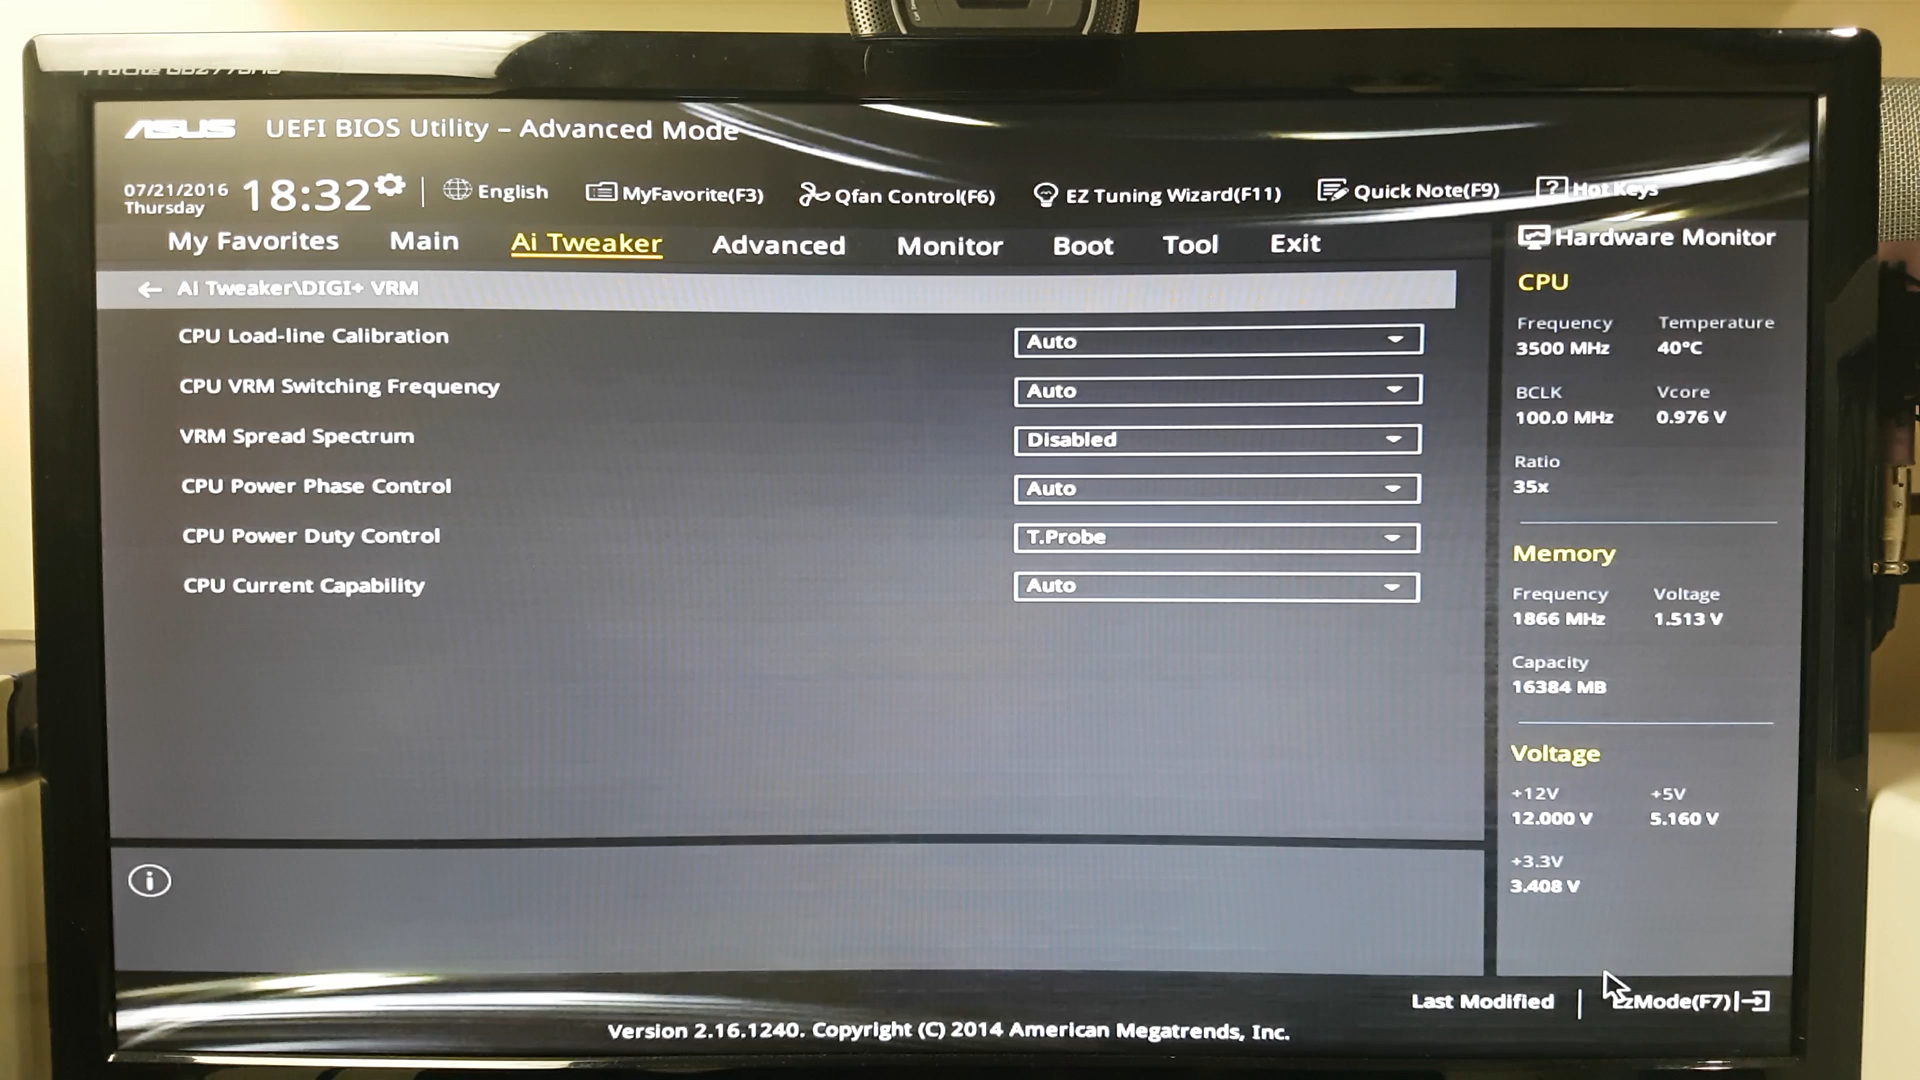 ASUS UEFI BIOS Utility – Advanced Mode
07/21/2016
Thursday
18:32
English
MyFavorite(F3)
Qfan Control(F6)
EZ Tuning Wizard(F11)
Quick Note(F9)
? Hot Keys
My Favorites Main Ai Tweaker Advanced Monitor Boot Tool Exit
← Ai Tweaker\DIGI+ VRM
CPU Load-line Calibration Auto
CPU VRM Switching Frequency Auto
VRM Spread Spectrum Disabled
CPU Power Phase Control Auto
CPU Power Duty Control T.Probe
CPU Current Capability Auto
Hardware Monitor
CPU
Frequency Temperature
3500 MHz 40°C
BCLK Vcore
100.0 MHz 0.976 V
Ratio
35x
Memory
Frequency Voltage
1866 MHz 1.513 V
Capacity
16384 MB
Voltage
+12V +5V
12.000 V 5.160 V
+3.3V
3.408 V
i
Last Modified | EzMode(F7)
Version 2.16.1240. Copyright (C) 2014 American Megatrends, Inc.